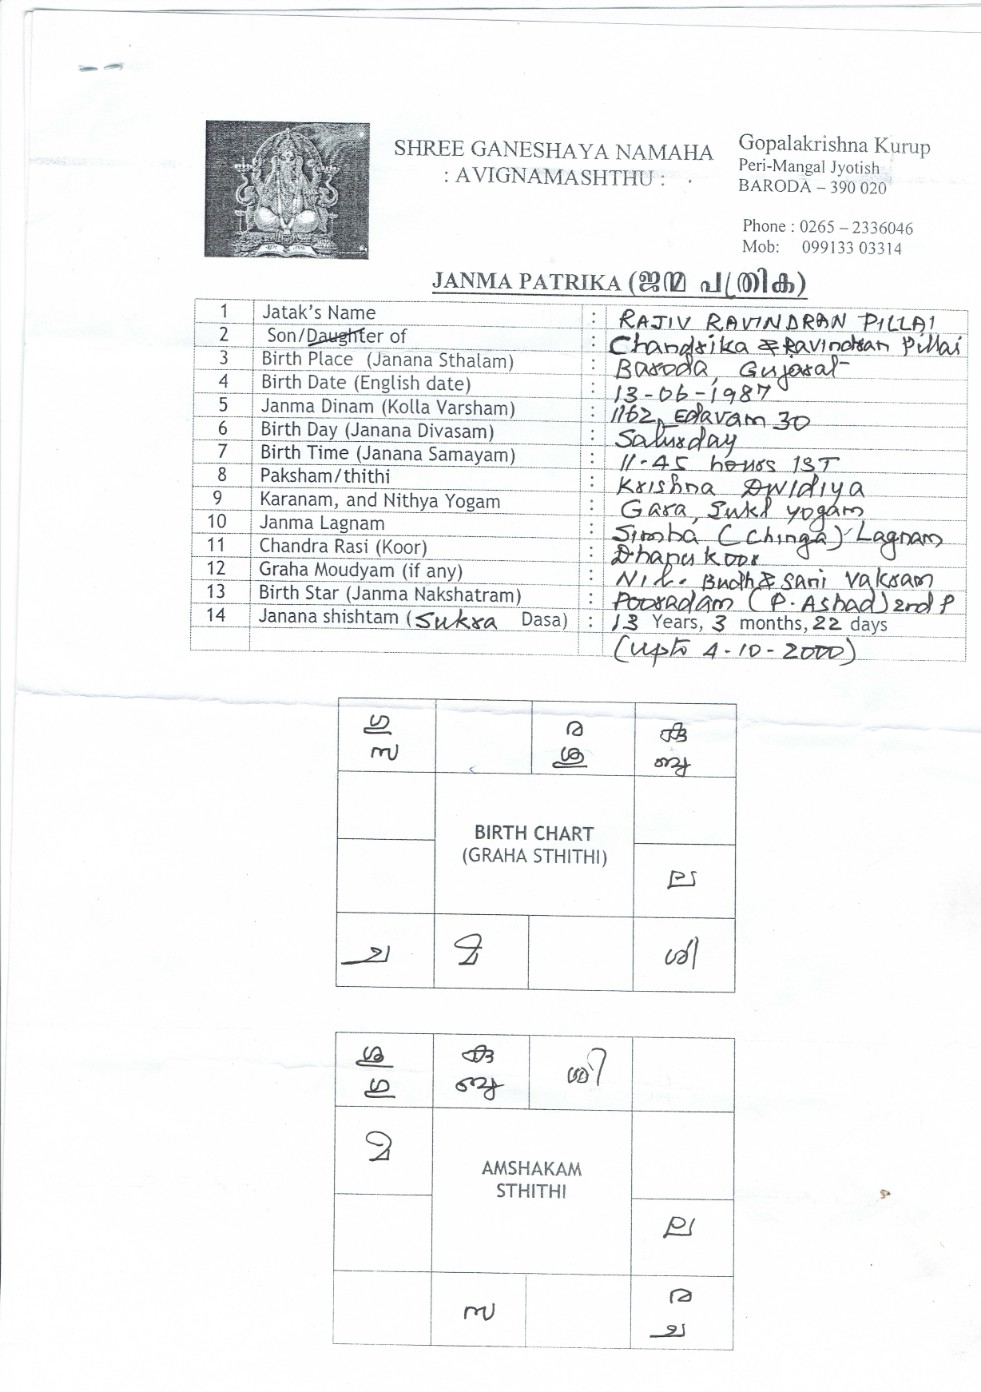 SHREE GANESHAYA NAMAHA
: AVIGNAMASHTHU :
Gopalakrishna Kurup
Peri-Mangal Jyotish
BARODA – 390 020
Phone : 0265 – 2336046
Mob: 099133 03314
JANMA PATRIKA (ജന്മ പത്രിക)
1 Jatak's Name : RAJIV RAVINDRAN PILLAI
2 Son/Daughter of : Chandrika & Ravindran Pillai
3 Birth Place (Janana Sthalam) : Baroda, Gujarat
4 Birth Date (English date) : 13-06-1987
5 Janma Dinam (Kolla Varsham) : 1162, Edavam 30
6 Birth Day (Janana Divasam) : Saturday
7 Birth Time (Janana Samayam) : 11-45 hours IST
8 Paksham/thithi : Krishna Dwidiya
9 Karanam, and Nithya Yogam : Gara, Sukl yogam
10 Janma Lagnam : Simha (Chinga) Lagnam
11 Chandra Rasi (Koor) : Dhanu Koor
12 Graha Moudyam (if any) : Nil. Budh & Sani Vakram
13 Birth Star (Janma Nakshatram) : Pooradam (P. Ashad) 2nd P
14 Janana shishtam (Sukra Dasa) : 13 Years, 3 months, 22 days
(upto 4-10-2000)
ഗു ര കു
സ ശു ബു
BIRTH CHART
(GRAHA STHITHI)
ല
ച മ ശി
ശു കു ശി
ഗു ബു
മ
AMSHAKAM
STHITHI
ല
സ ര
ച